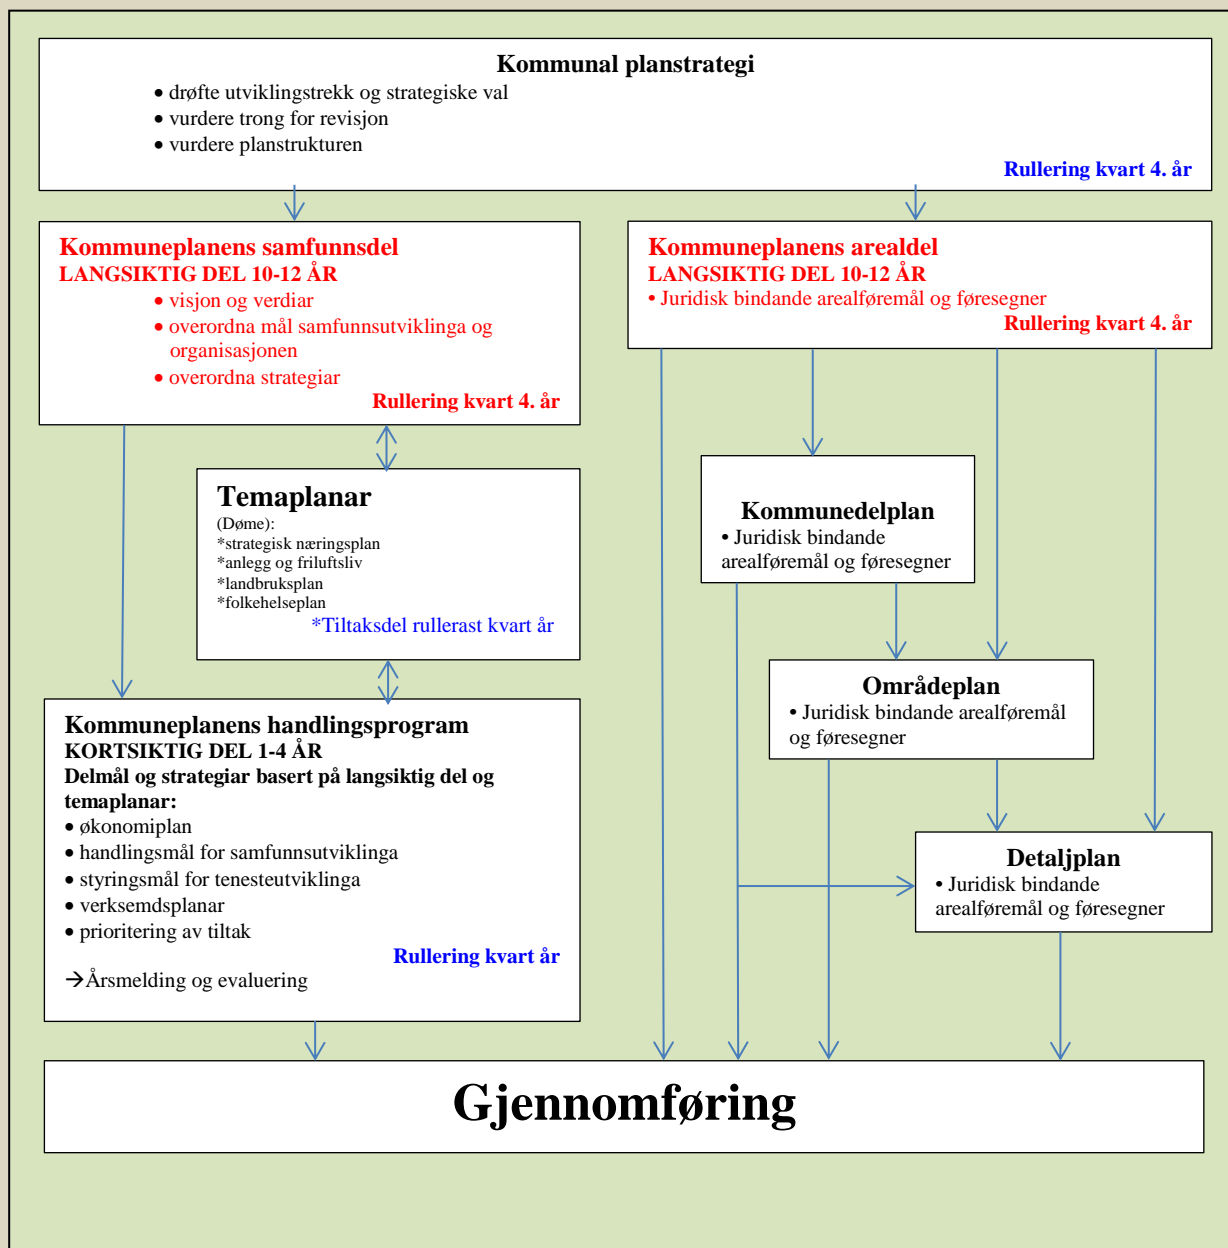 Kommunal planstrategi
• drøfte utviklingstrekk og strategiske val
• vurdere trong for revisjon
• vurdere planstrukturen
Rullering kvart 4. år
Kommuneplanens samfunnsdel
LANGSIKTIG DEL 10-12 ÅR
• visjon og verdiar
• overordna mål samfunnsutviklinga og
organisasjonen
• overordna strategiar
Rullering kvart 4. år
Kommuneplanens arealdel
LANGSIKTIG DEL 10-12 ÅR
• Juridisk bindande arealføremål og føresegner
Rullering kvart 4. år
Temaplanar
(Døme):
*strategisk næringsplan
*anlegg og friluftsliv
*landbruksplan
*folkehelseplan
*Tiltaksdel rullerast kvart år
Kommunedelplan
• Juridisk bindande
arealføremål og føresegner
Områdeplan
• Juridisk bindande arealføremål
og føresegner
Kommuneplanens handlingsprogram
KORTSIKTIG DEL 1-4 ÅR
Delmål og strategiar basert på langsiktig del og
temaplanar:
• økonomiplan
• handlingsmål for samfunnsutviklinga
• styringsmål for tenesteutviklinga
• verksemdsplanar
• prioritering av tiltak
Rullering kvart år
→Årsmelding og evaluering
Detaljplan
• Juridisk bindande
arealføremål og føresegner
Gjennomføring